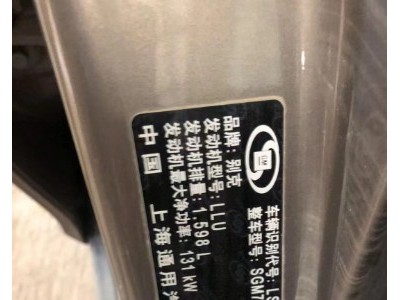 品牌：别克
发动机型号：LLU
发动机排量：1.598 L
发动机最大净功率：131 kW
中国 上海通用汽
车辆识别代号：LS
整车型号：SGM7